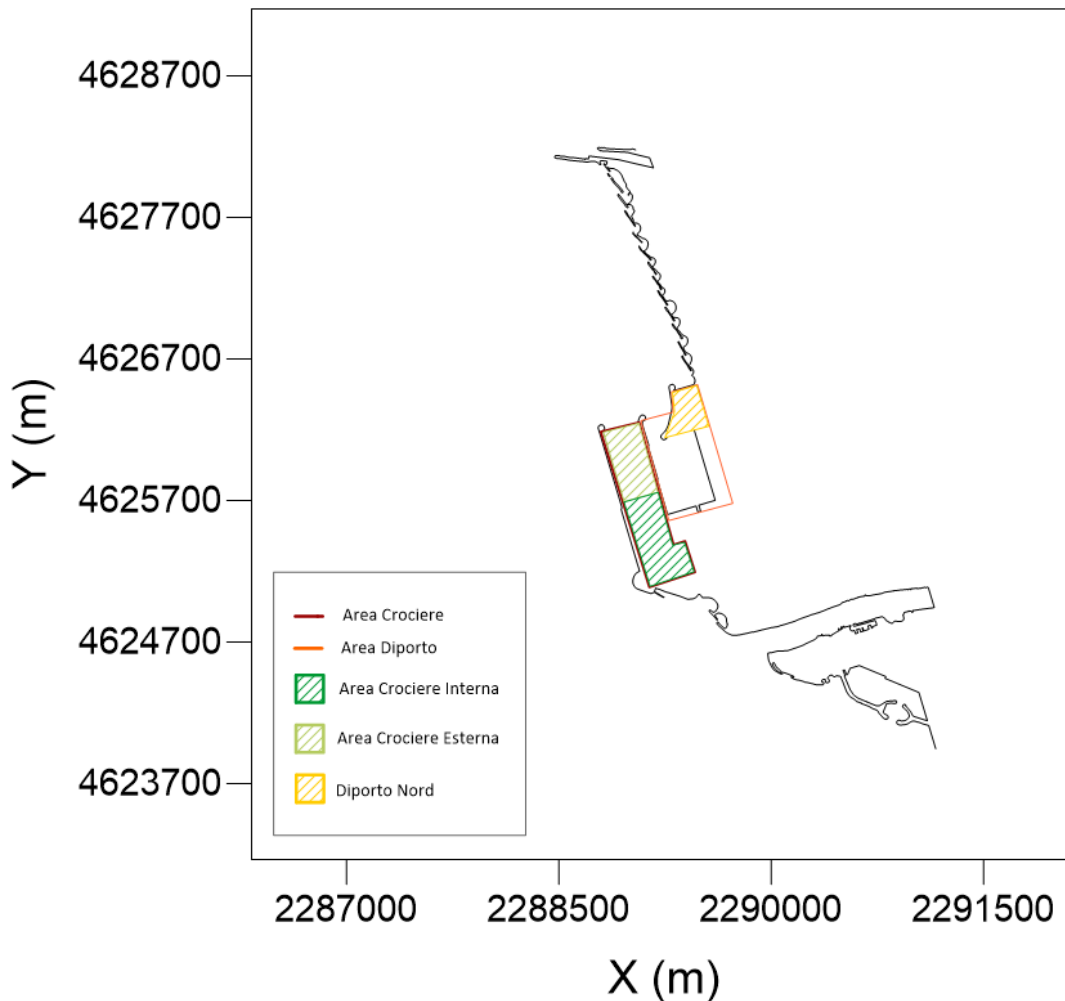 4628700
4627700
4626700
4625700
4624700
4623700
Y (m)
Area Crociere
Area Diporto
Area Crociere Interna
Area Crociere Esterna
Diporto Nord
2287000 2288500 2290000 2291500
X (m)